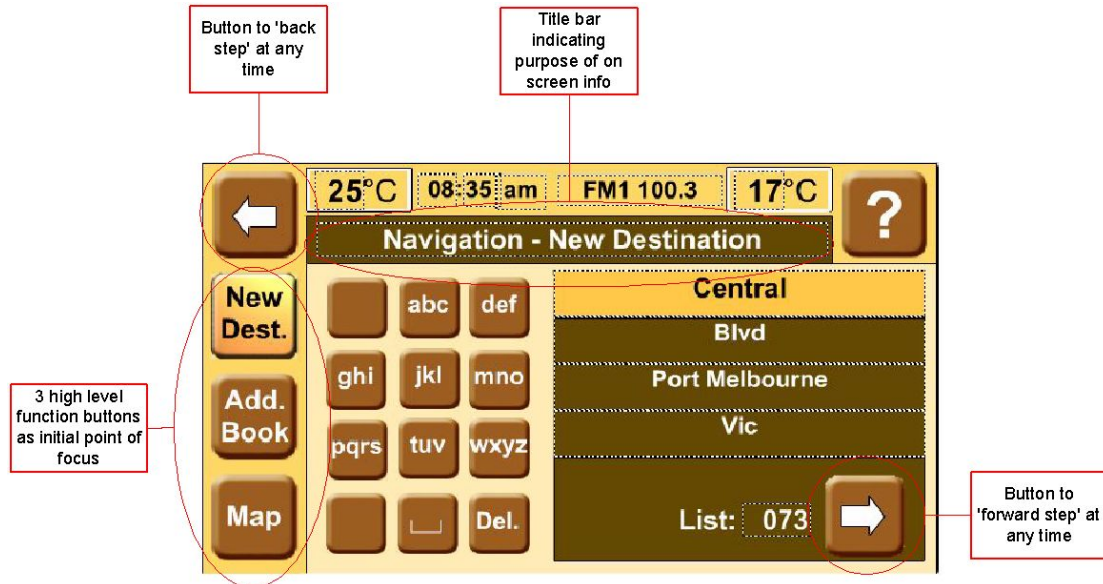 Button to 'back
step' at any
time
Title bar
indicating
purpose of on
screen info
25°C 08:35 am FM1 100.3 17°C
?
Navigation - New Destination
New
Dest.
Add.
Book
Map
abc def
ghi jkl mno
pqrs tuv wxyz
Del.
Central
Blvd
Port Melbourne
Vic
List: 073
3 high level
function buttons
as initial point of
focus
Button to
'forward step' at
any time